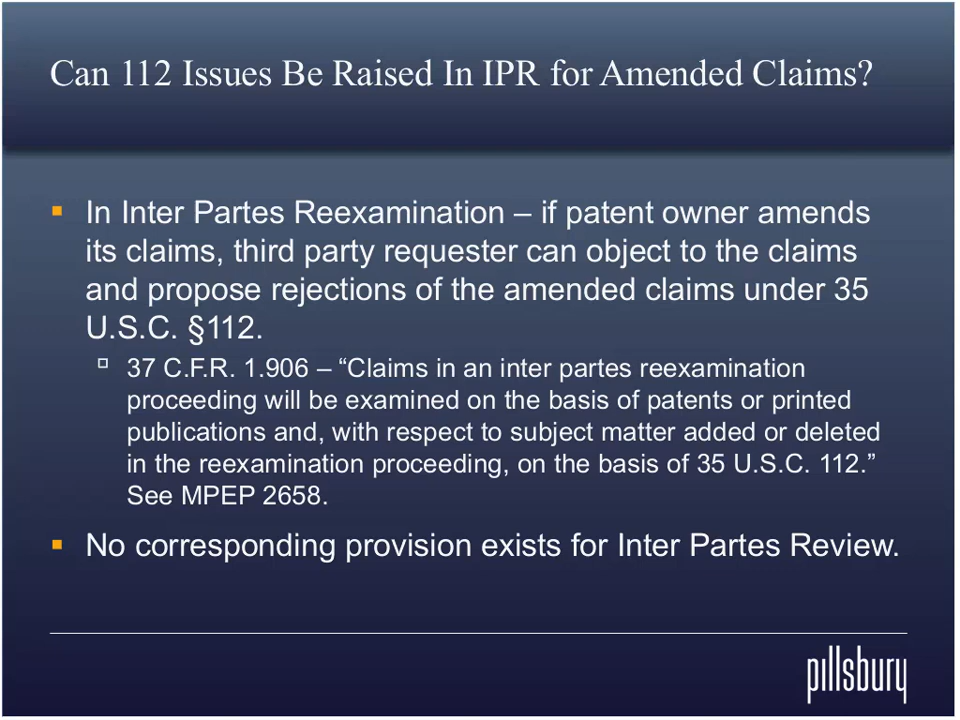 Can 112 Issues Be Raised In IPR for Amended Claims?
▪ In Inter Partes Reexamination – if patent owner amends
its claims, third party requester can object to the claims
and propose rejections of the amended claims under 35
U.S.C. §112.
▫ 37 C.F.R. 1.906 – “Claims in an inter partes reexamination
proceeding will be examined on the basis of patents or printed
publications and, with respect to subject matter added or deleted
in the reexamination proceeding, on the basis of 35 U.S.C. 112.”
See MPEP 2658.
▪ No corresponding provision exists for Inter Partes Review.
pillsbury